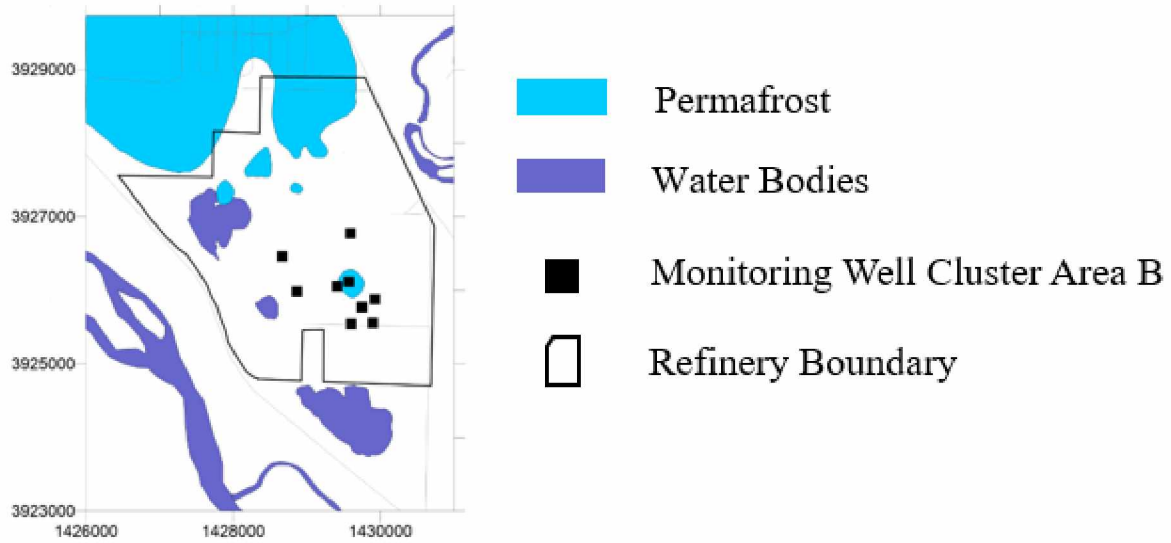 3929000
3927000
3925000
3923000
1426000 1428000 1430000
Permafrost
Water Bodies
Monitoring Well Cluster Area B
Refinery Boundary